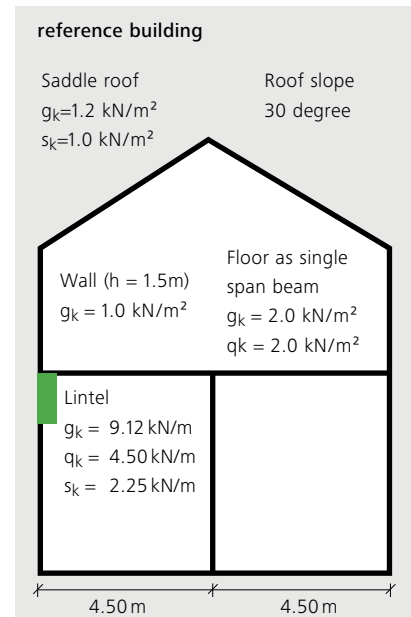 reference building
Saddle roof
gk=1.2 kN/m²
sk=1.0 kN/m²
Roof slope
30 degree
Wall (h = 1.5m)
gk = 1.0 kN/m²
Floor as single
span beam
gk = 2.0 kN/m²
qk = 2.0 kN/m²
Lintel
gk = 9.12 kN/m
qk = 4.50 kN/m
sk = 2.25 kN/m
4.50 m
4.50 m